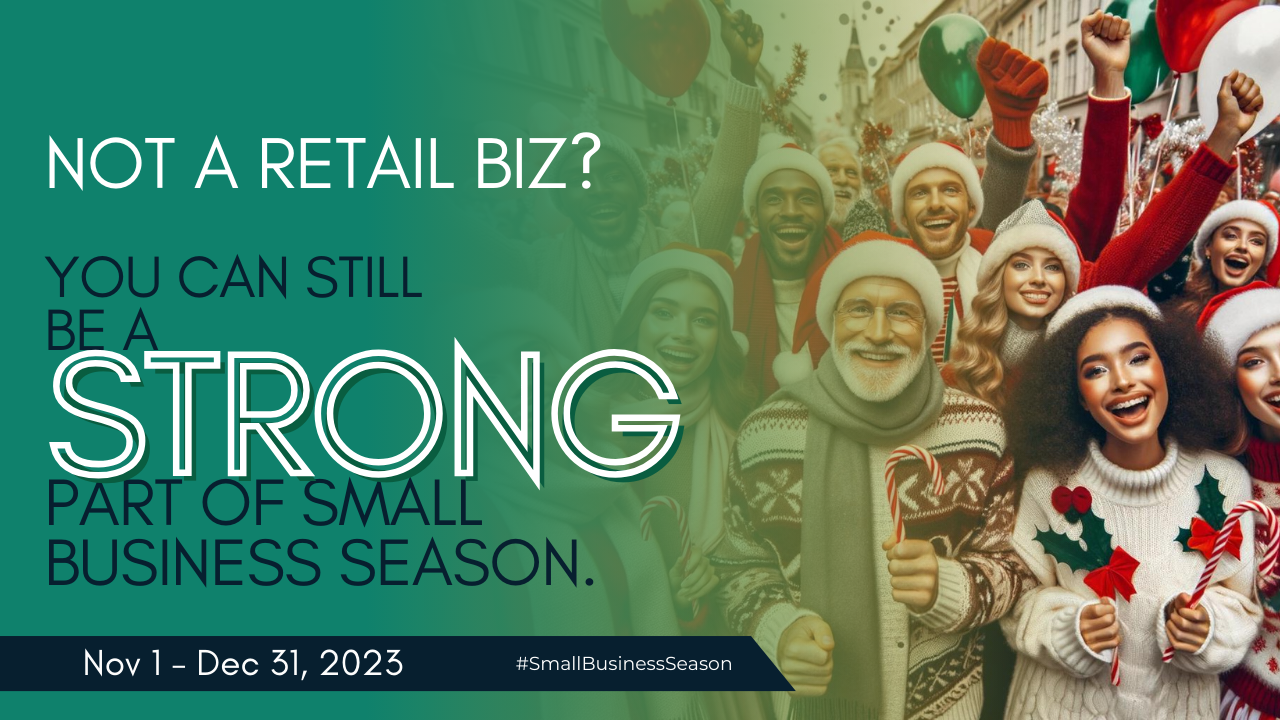 NOT A RETAIL BIZ?
YOU CAN STILL
BE A
STRONG
PART OF SMALL
BUSINESS SEASON.
Nov 1 – Dec 31, 2023
#SmallBusinessSeason